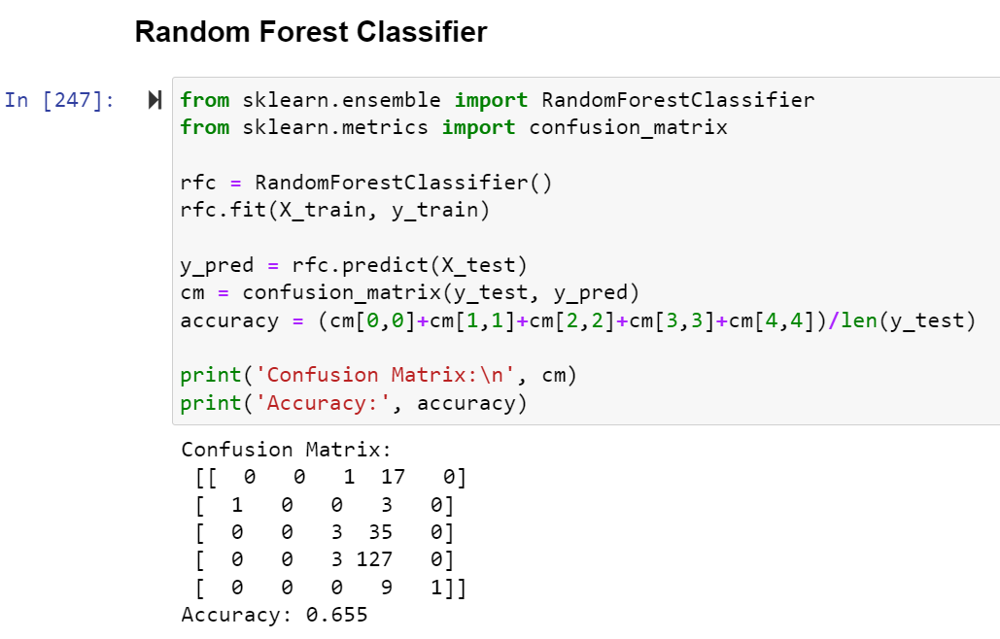 Random Forest Classifier
In [247]:
from sklearn.ensemble import RandomForestClassifier
from sklearn.metrics import confusion_matrix
rfc = RandomForestClassifier()
rfc.fit(X_train, y_train)
y_pred = rfc.predict(X_test)
cm = confusion_matrix(y_test, y_pred)
accuracy = (cm[0,0]+cm[1,1]+cm[2,2]+cm[3,3]+cm[4,4])/len(y_test)
print('Confusion Matrix:\n', cm)
print('Accuracy:', accuracy)
Confusion Matrix:
[[  0   0   1  17   0]
[  1   0   0   3   0]
[  0   0   3  35   0]
[  0   0   3 127   0]
[  0   0   0   9   1]]
Accuracy: 0.655